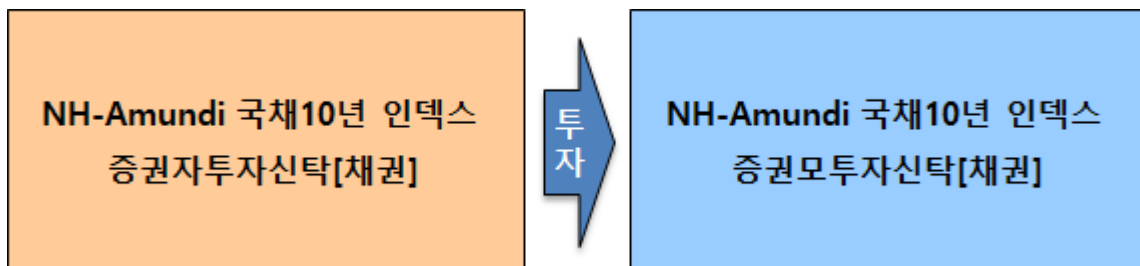 NH-Amundi 국채10년 인덱스
증권자투자신탁[채권]
투
자
NH-Amundi 국채10년 인덱스
증권모투자신탁[채권]